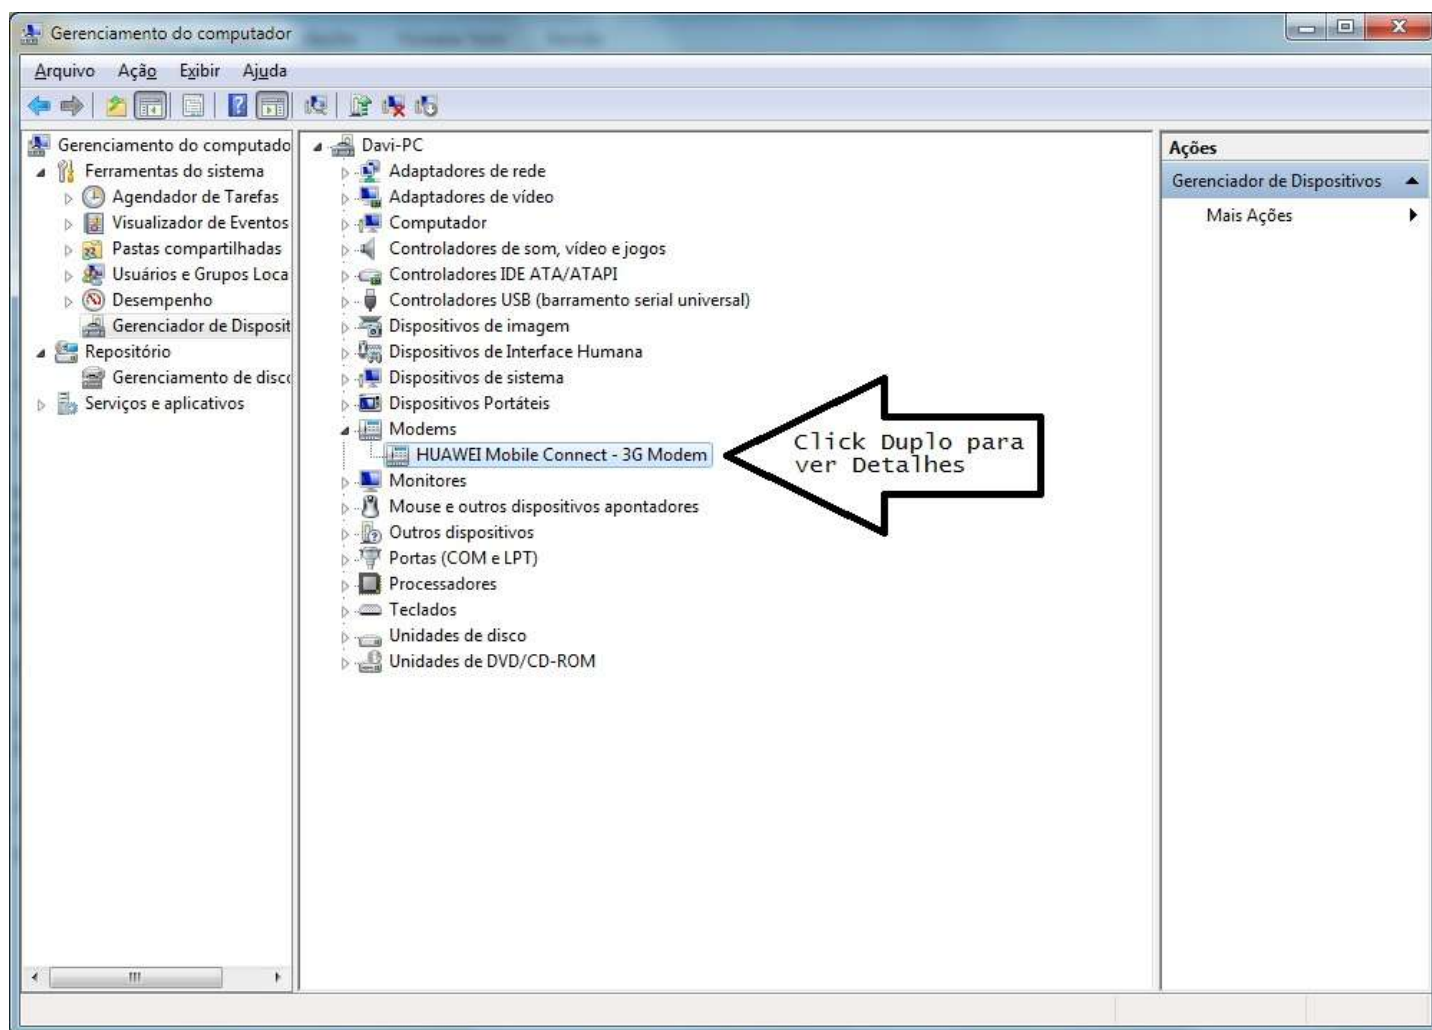 Gerenciamento do computador
Arquivo Ação Exibir Ajuda
Gerenciamento do computado
Ferramentas do sistema
Agendador de Tarefas
Visualizador de Eventos
Pastas compartilhadas
Usuários e Grupos Loca
Desempenho
Gerenciador de Disposit
Repositório
Gerenciamento de disco
Serviços e aplicativos
Davi-PC
Adaptadores de rede
Adaptadores de vídeo
Computador
Controladores de som, vídeo e jogos
Controladores IDE ATA/ATAPI
Controladores USB (barramento serial universal)
Dispositivos de imagem
Dispositivos de Interface Humana
Dispositivos de sistema
Dispositivos Portáteis
Modems
HUAWEI Mobile Connect - 3G Modem
Monitores
Mouse e outros dispositivos apontadores
Outros dispositivos
Portas (COM e LPT)
Processadores
Teclados
Unidades de disco
Unidades de DVD/CD-ROM
Click Duplo para
ver Detalhes
Ações
Gerenciador de Dispositivos
Mais Ações